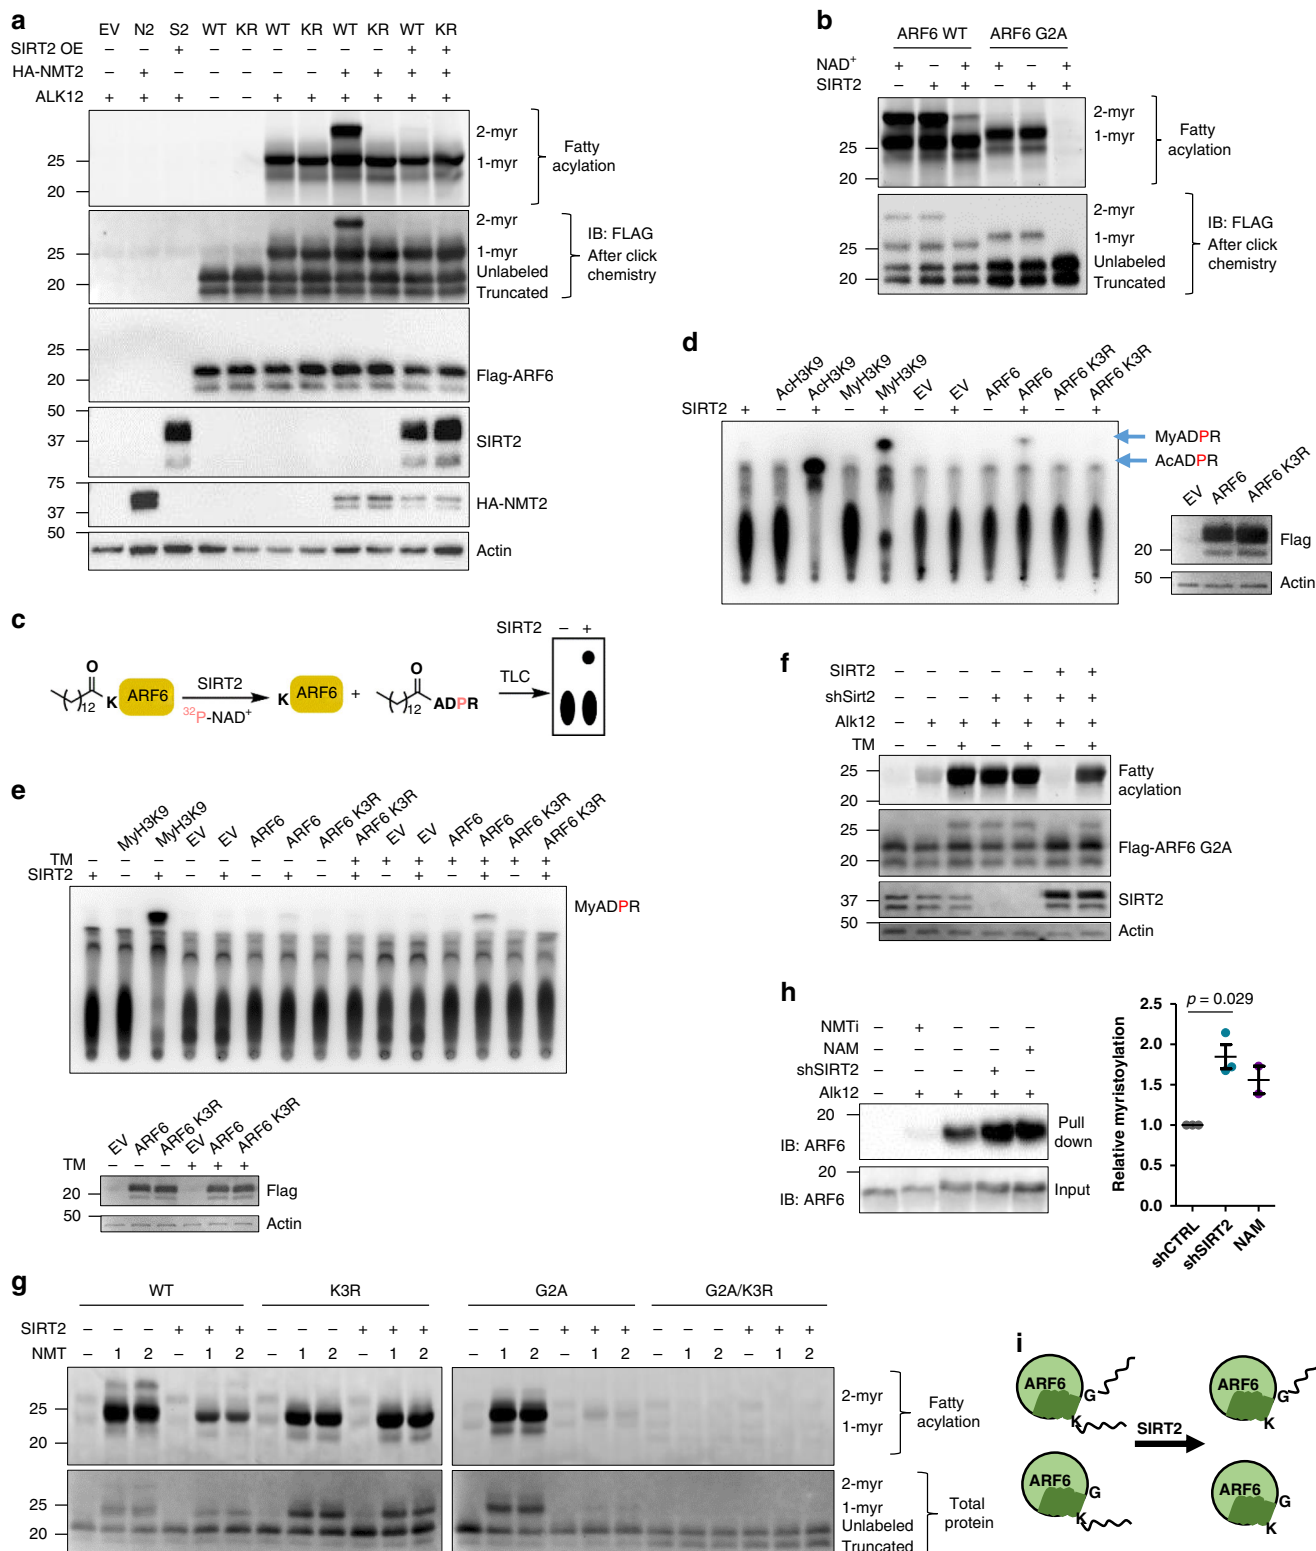 a
EV N2 S2 WT KR WT KR WT KR WT KR
SIRT2 OE – – + – – – – – – + +
HA-NMT2 – + – – – – – + + + +
ALK12 + + + – – + + + + + +
2-myr
1-myr
Fatty
acylation
25
20
2-myr
1-myr
Unlabeled
Truncated
IB: FLAG
After click
chemistry
25
20
25
20
Flag-ARF6
50
37
SIRT2
75
37
HA-NMT2
50
Actin
b
ARF6 WT ARF6 G2A
NAD+ + – + + – +
SIRT2 – + + – + +
2-myr
1-myr
Fatty
acylation
25
20
2-myr
1-myr
Unlabeled
Truncated
IB: FLAG
After click
chemistry
25
20
c
O
12
K ARF6
SIRT2
32P-NAD+
K ARF6
+
O
12
ADPR
TLC
SIRT2 – +
d
AcH3K9 AcH3K9 MyH3K9 MyH3K9 EV EV ARF6 ARF6 ARF6 K3R ARF6 K3R
SIRT2 + – + – + – + – + – +
MyADPR
AcADPR
EV ARF6 ARF6 K3R
20
Flag
50
Actin
e
MyH3K9 MyH3K9 EV EV ARF6 ARF6 ARF6 K3R ARF6 K3R EV EV ARF6 ARF6 ARF6 K3R ARF6 K3R
TM – – – – – – – – + + + + + + +
SIRT2 + – + – + – + – + – + – + – +
MyADPR
EV ARF6 ARF6 K3R EV ARF6 ARF6 K3R
TM – – – + + +
20
Flag
50
Actin
f
SIRT2 – – – – – + +
shSirt2 – – – + + + +
Alk12 – + + + + + +
TM – – + – + – +
25
20
Fatty
acylation
25
20
Flag-ARF6 G2A
37
SIRT2
50
Actin
g
WT K3R G2A G2A/K3R
SIRT2 – – – + + + – – – + + + – – – + + + – – – + + +
NMT – 1 2 – 1 2 – 1 2 – 1 2 – 1 2 – 1 2 – 1 2 – 1 2
25
20
2-myr
1-myr
Fatty
acylation
25
20
2-myr
1-myr
Unlabeled
Truncated
Total
protein
h
NMTi – + – – –
NAM – – – – +
shSIRT2 – – – + –
Alk12 – + + + +
20
IB: ARF6
Pull
down
20
IB: ARF6
Input
Relative myristoylation
2.5
2.0
1.5
1.0
0.5
0.0
p = 0.029
shCTRL shSIRT2 NAM
i
ARF6 G K
ARF6 G K
SIRT2
ARF6 G K
ARF6 G K